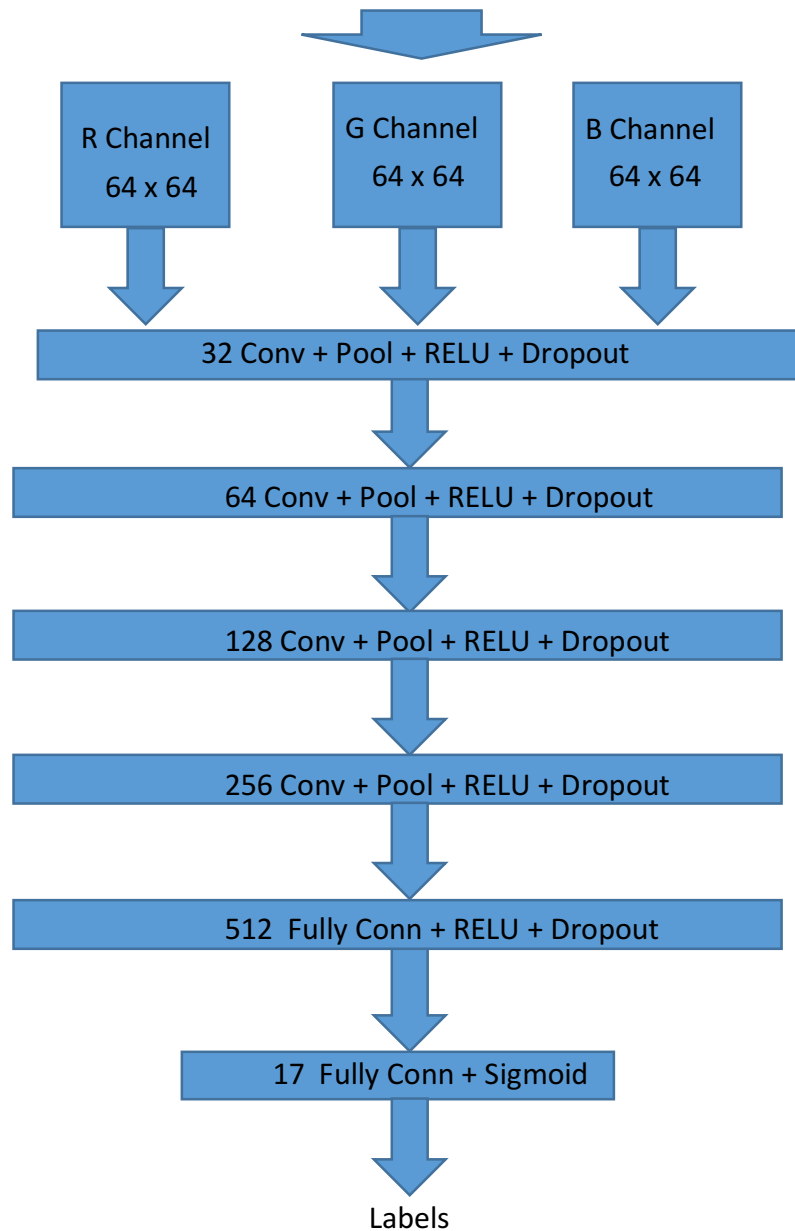 R Channel
64 x 64
G Channel
64 x 64
B Channel
64 x 64
32 Conv + Pool + RELU + Dropout
64 Conv + Pool + RELU + Dropout
128 Conv + Pool + RELU + Dropout
256 Conv + Pool + RELU + Dropout
512  Fully Conn + RELU + Dropout
17  Fully Conn + Sigmoid
Labels